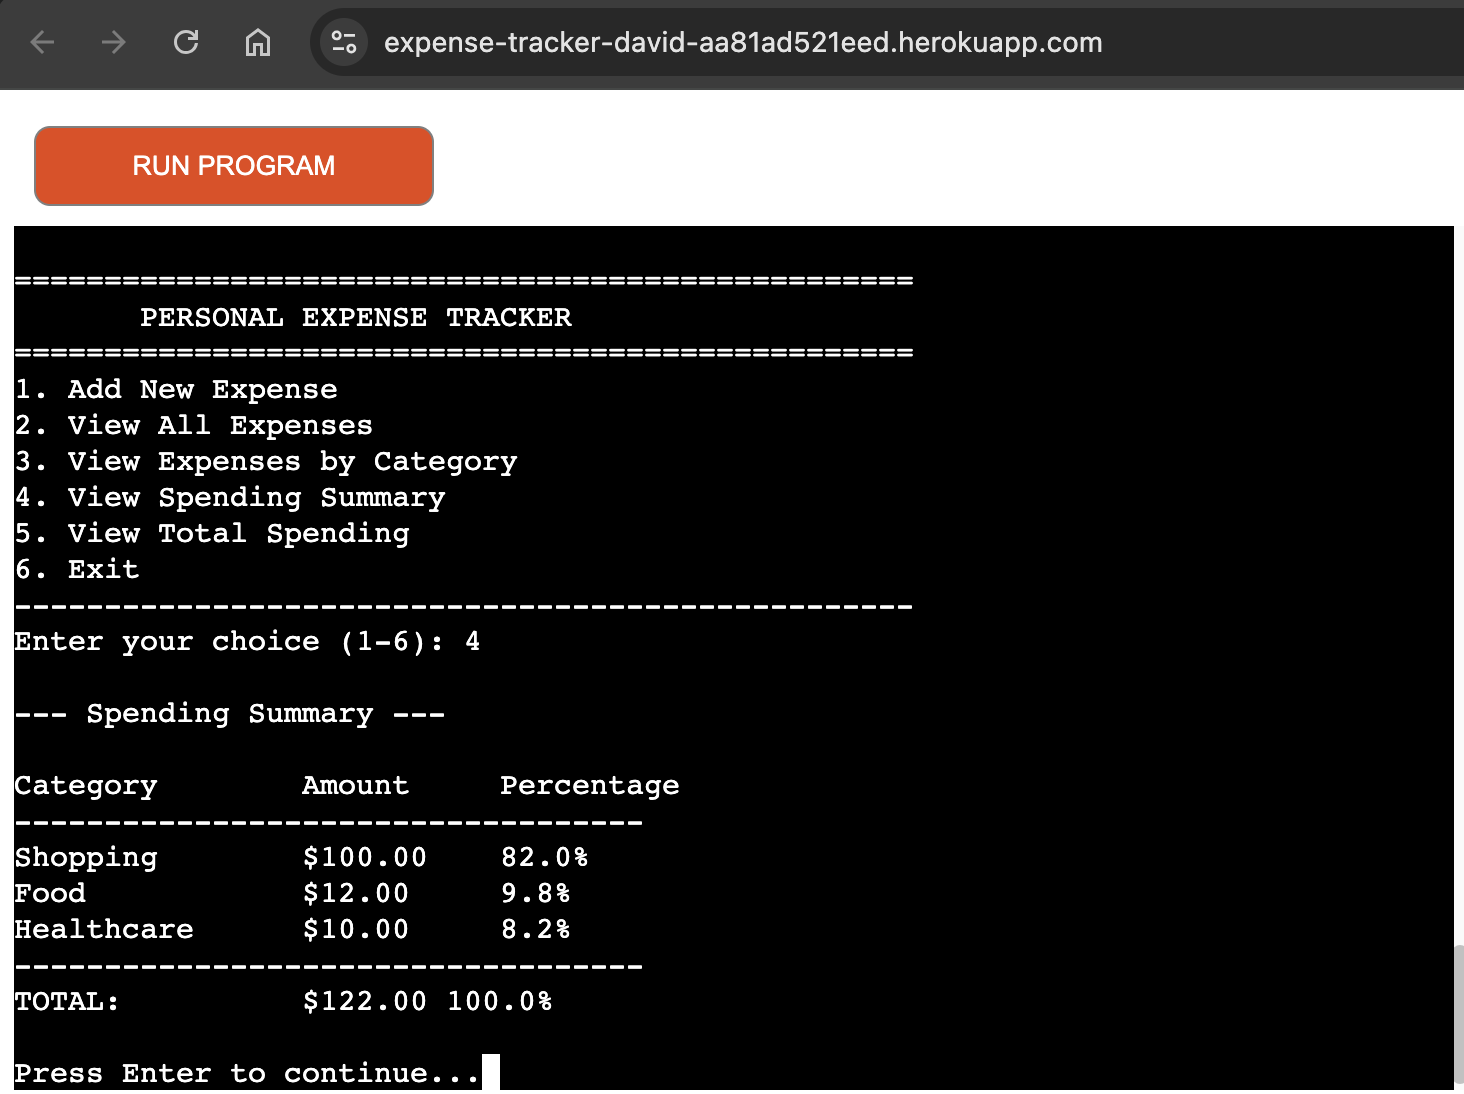 expense-tracker-david-aa81ad521eed.herokuapp.com
RUN PROGRAM
==================================================
PERSONAL EXPENSE TRACKER
==================================================
1. Add New Expense
2. View All Expenses
3. View Expenses by Category
4. View Spending Summary
5. View Total Spending
6. Exit
--------------------------------------------------
Enter your choice (1-6): 4
--- Spending Summary ---
Category        Amount     Percentage
-----------------------------------
Shopping        $100.00    82.0%
Food            $12.00     9.8%
Healthcare      $10.00     8.2%
-----------------------------------
TOTAL:          $122.00 100.0%
Press Enter to continue...